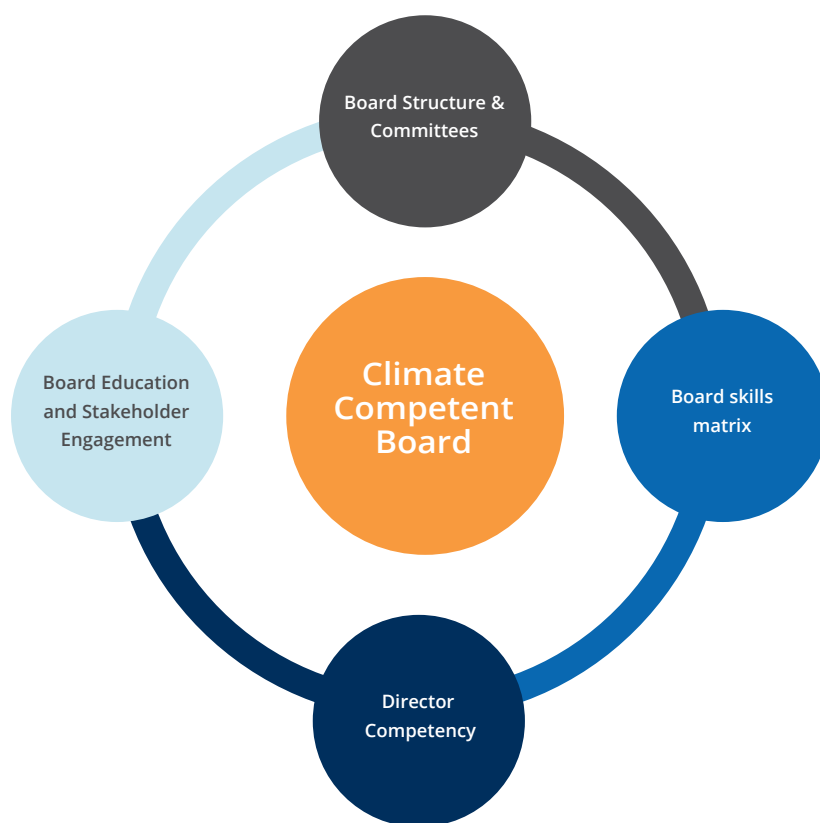 Board Structure &
Committees
Board Education
and Stakeholder
Engagement
Climate
Competent
Board
Board skills
matrix
Director
Competency